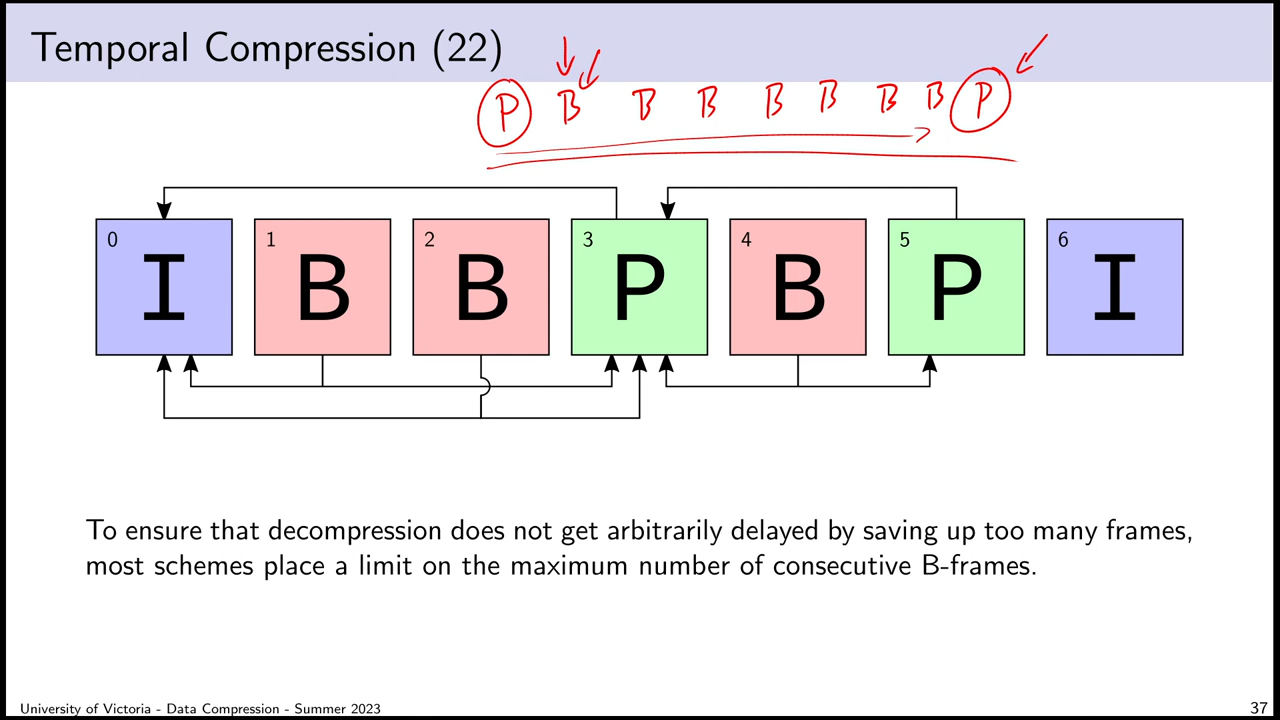 Temporal Compression (22)
P B B B B B B B P
0 1 2 3 4 5 6
I B B P B P I
To ensure that decompression does not get arbitrarily delayed by saving up too many frames,
most schemes place a limit on the maximum number of consecutive B-frames.
University of Victoria - Data Compression - Summer 2023 37